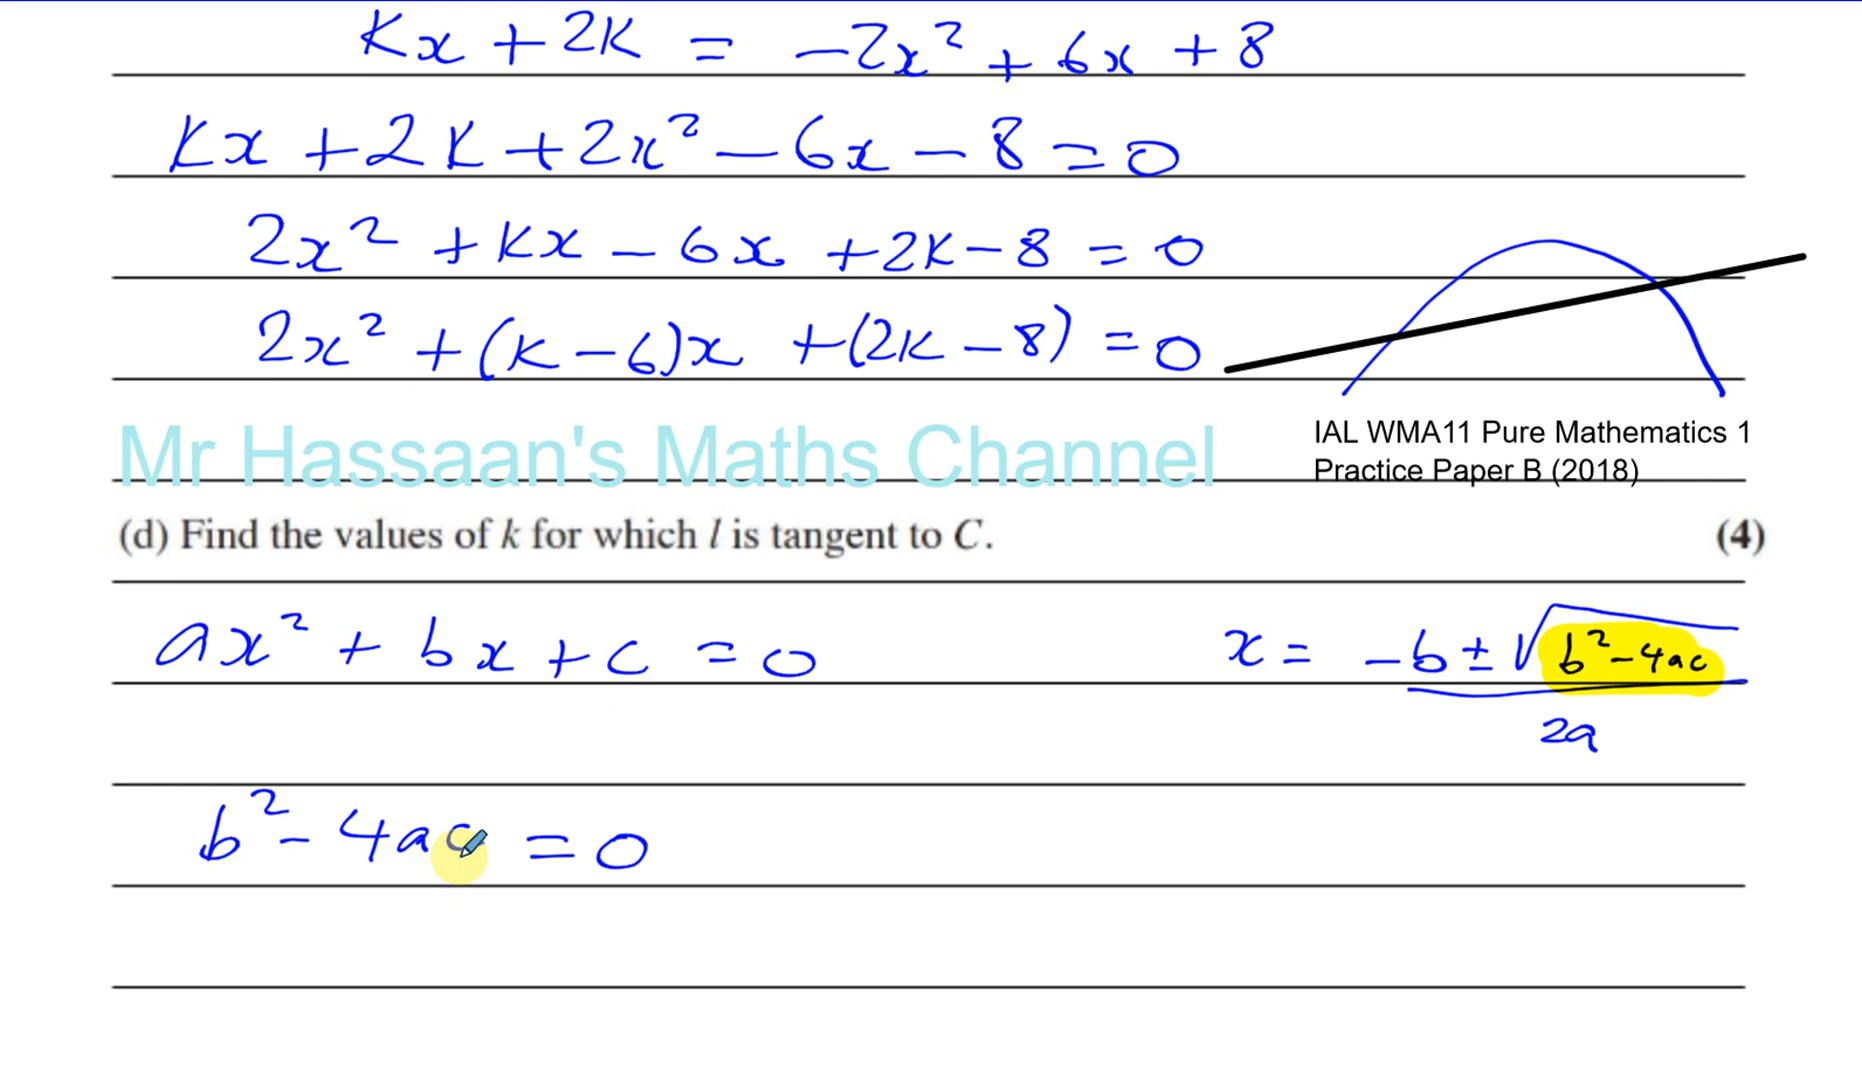 Kx + 2K = -2x² + 6x + 8
Kx + 2K + 2x² - 6x - 8 = 0
2x² + Kx - 6x + 2K - 8 = 0
2x² + (K - 6)x + (2K - 8) = 0
Mr Hassaan's Maths Channel
IAL WMA11 Pure Mathematics 1
Practice Paper B (2018)
(d) Find the values of k for which l is tangent to C. (4)
ax² + bx + c = 0
x = -b ± √b² - 4ac
2a
b² - 4ac = 0